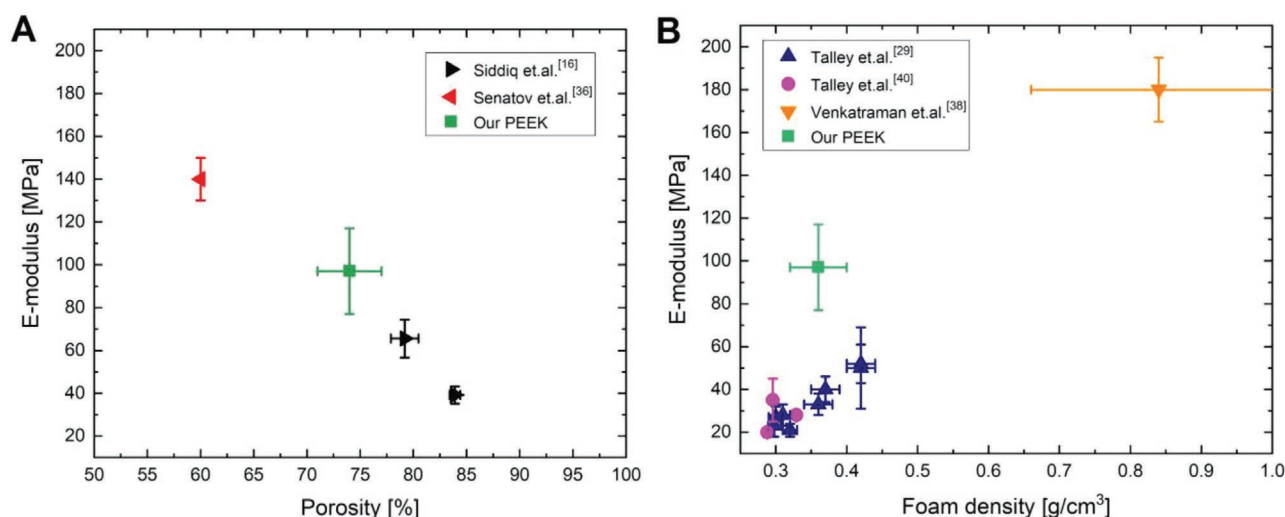 A
E-modulus [MPa]
200
180
160
140
120
100
80
60
40
20
Siddiq et.al.[16]
Senatov et.al.[36]
Our PEEK
50 55 60 65 70 75 80 85 90 95 100
Porosity [%]
B
E-modulus [MPa]
200
180
160
140
120
100
80
60
40
20
Talley et.al.[29]
Talley et.al.[40]
Venkatraman et.al.[38]
Our PEEK
0.3 0.4 0.5 0.6 0.7 0.8 0.9 1.0
Foam density [g/cm³]